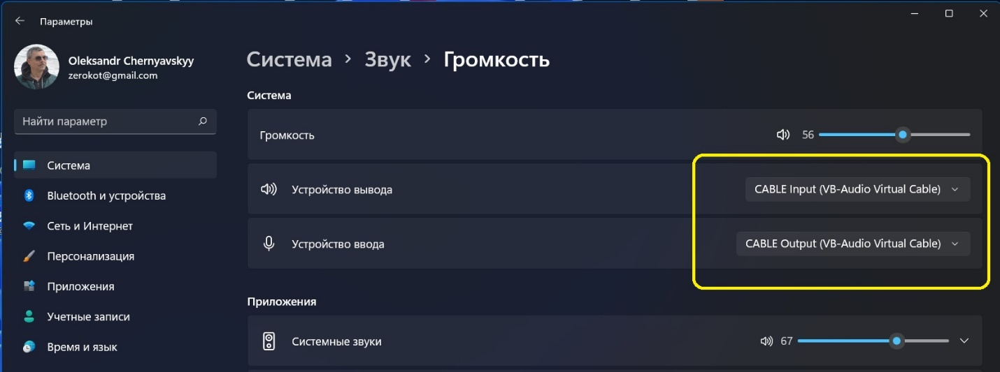 Параметры
Oleksandr Chernyavskyy
zerokot@gmail.com
Найти параметр
Система
Bluetooth и устройства
Сеть и Интернет
Персонализация
Приложения
Учетные записи
Время и язык
Система > Звук > Громкость
Система
Громкость 56
Устройство вывода CABLE Input (VB-Audio Virtual Cable)
Устройство ввода CABLE Output (VB-Audio Virtual Cable)
Приложения
Системные звуки 67